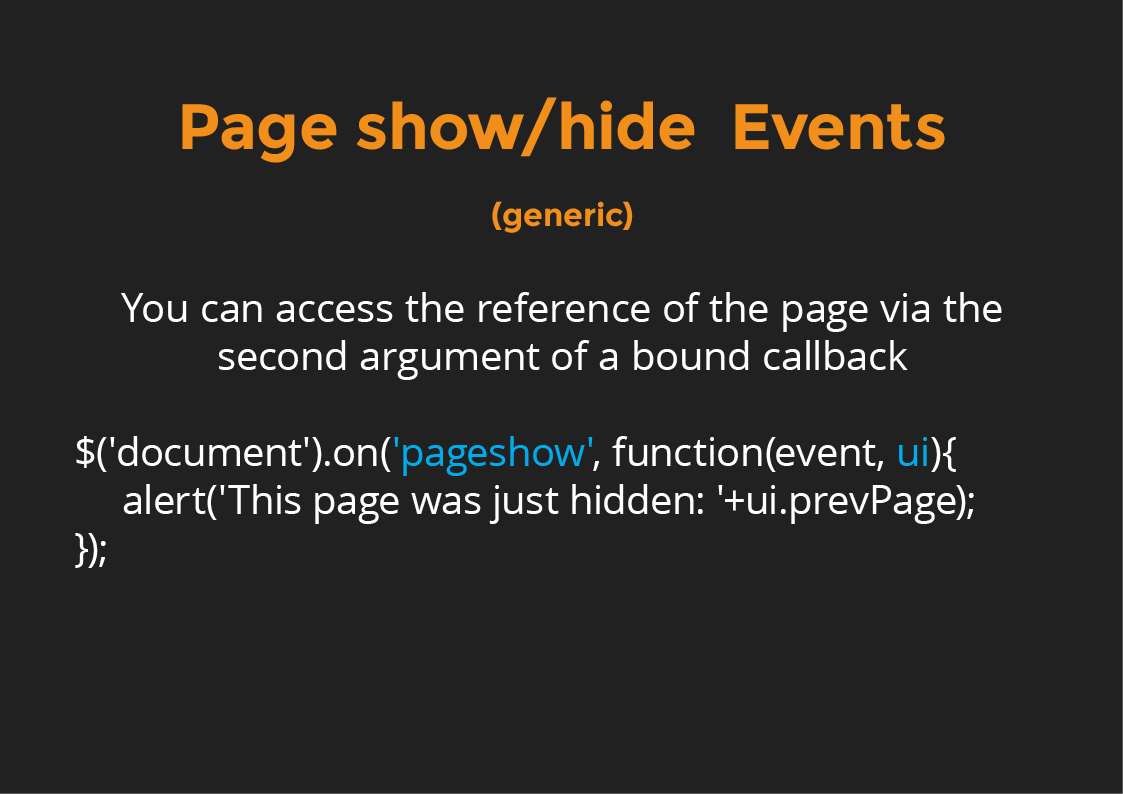 Page show/hide  Events
(generic)
You can access the reference of the page via the
second argument of a bound callback
$('document').on('pageshow', function(event, ui){
alert('This page was just hidden: '+ui.prevPage);
});